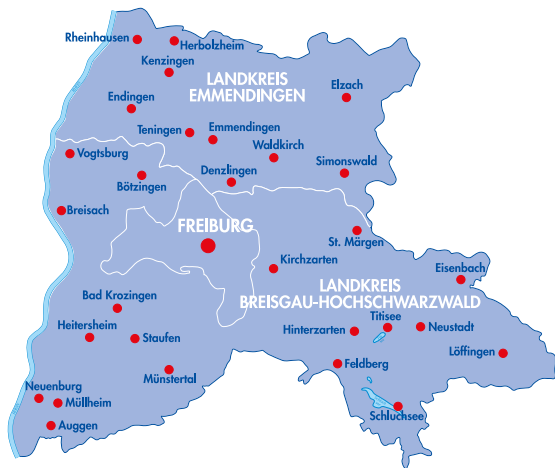 Rheinhausen
Herbolzheim
Kenzingen
LANDKREIS
EMMENDINGEN
Elzach
Endingen
Teningen
Emmendingen
Waldkirch
Vogtsburg
Simonswald
Bötzingen
Denzlingen
Breisach
FREIBURG
St. Märgen
Kirchzarten
Eisenbach
LANDKREIS
BREISGAU-HOCHSCHWARZWALD
Bad Krozingen
Titisee
Heitersheim
Staufen
Hinterzarten
Neustadt
Löffingen
Feldberg
Münstertal
Neuenburg
Müllheim
Schluchsee
Auggen